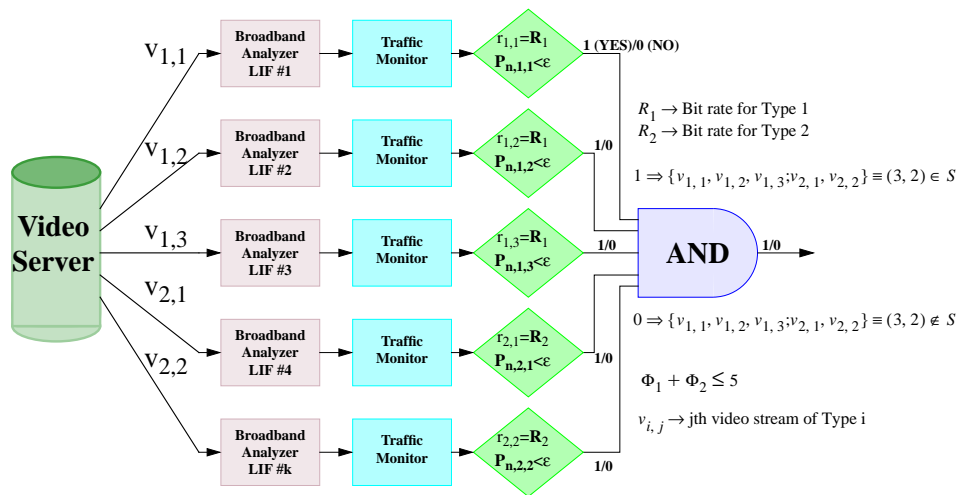 Video
Server
v1,1
v1,2
v1,3
v2,1
v2,2
Broadband
Analyzer
LIF #1
Traffic
Monitor
r1,1=R1
Pn,1,1<ε
1 (YES)/0 (NO)
Broadband
Analyzer
LIF #2
Traffic
Monitor
r1,2=R1
Pn,1,2<ε
1/0
Broadband
Analyzer
LIF #3
Traffic
Monitor
r1,3=R1
Pn,1,3<ε
1/0
Broadband
Analyzer
LIF #4
Traffic
Monitor
r2,1=R2
Pn,2,1<ε
1/0
Broadband
Analyzer
LIF #k
Traffic
Monitor
r2,2=R2
Pn,2,2<ε
1/0
AND
1/0
R1 → Bit rate for Type 1
R2 → Bit rate for Type 2
1 ⇒ {v1, 1, v1, 2, v1, 3;v2, 1, v2, 2} ≡ (3, 2) ∈ S
0 ⇒ {v1, 1, v1, 2, v1, 3;v2, 1, v2, 2} ≡ (3, 2) ∉ S
Φ1 + Φ2 ≤ 5
vi, j → jth video stream of Type i